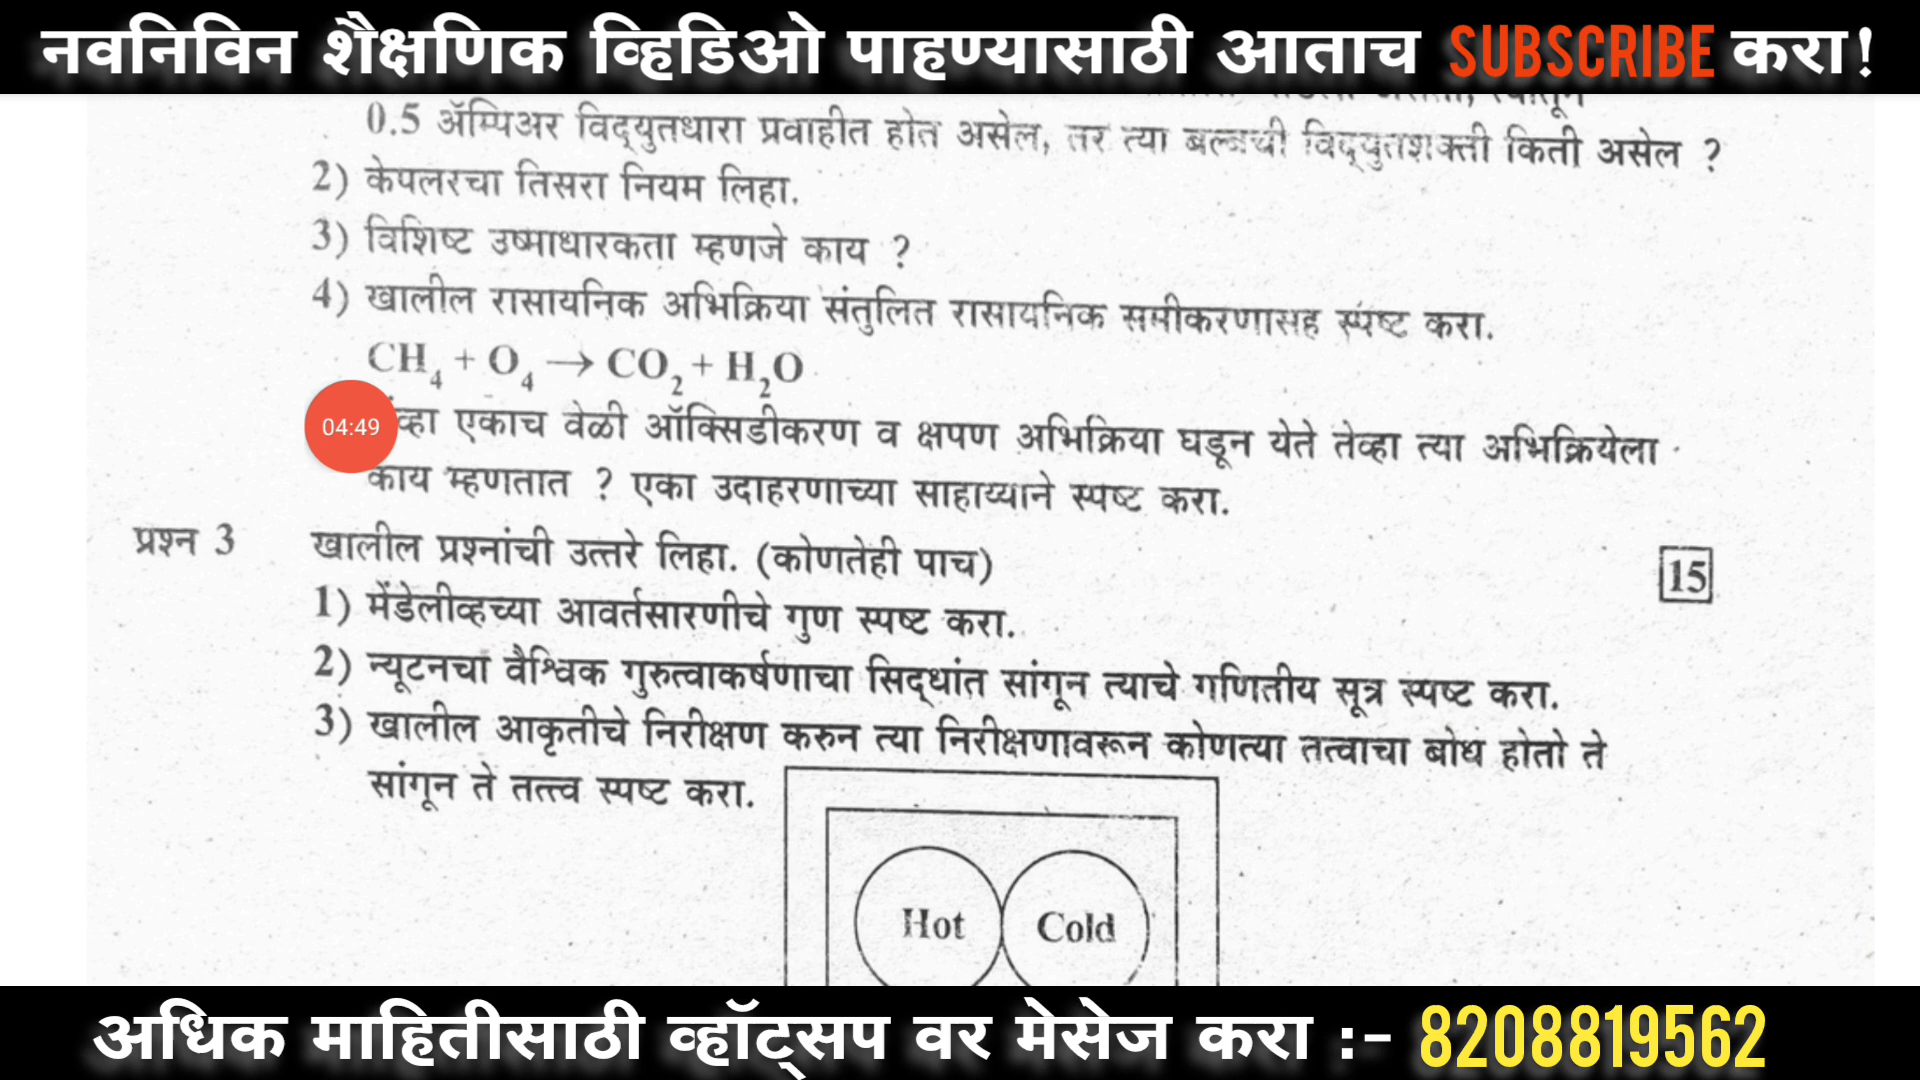 नवनिविन शैक्षणिक व्हिडिओ पाहण्यासाठी आताच SUBSCRIBE करा!
0.5 ॲम्पिअर विद्युतधारा प्रवाहीत होत असेल, तर त्या बल्बची विद्युतशक्ती किती असेल ?
2) केपलरचा तिसरा नियम लिहा.
3) विशिष्ट उष्माधारकता म्हणजे काय ?
4) खालील रासायनिक अभिक्रिया संतुलित रासायनिक समीकरणासह स्पष्ट करा.
CH₄ + O₄ → CO₂ + H₂O
04:49 एकाच वेळी ऑक्सिडीकरण व क्षपण अभिक्रिया घडून येते तेव्हा त्या अभिक्रियेला
काय म्हणतात ? एका उदाहरणाच्या साहाय्याने स्पष्ट करा.
प्रश्न 3 खालील प्रश्नांची उत्तरे लिहा. (कोणतेही पाच) 15
1) मेंडेलीव्हच्या आवर्तसारणीचे गुण स्पष्ट करा.
2) न्यूटनचा वैश्विक गुरुत्वाकर्षणाचा सिद्धांत सांगून त्याचे गणितीय सूत्र स्पष्ट करा.
3) खालील आकृतीचे निरीक्षण करुन त्या निरीक्षणावरून कोणत्या तत्वाचा बोध होतो ते
सांगून ते तत्त्व स्पष्ट करा.
Hot Cold
अधिक माहितीसाठी व्हॉट्सप वर मेसेज करा :- 8208819562